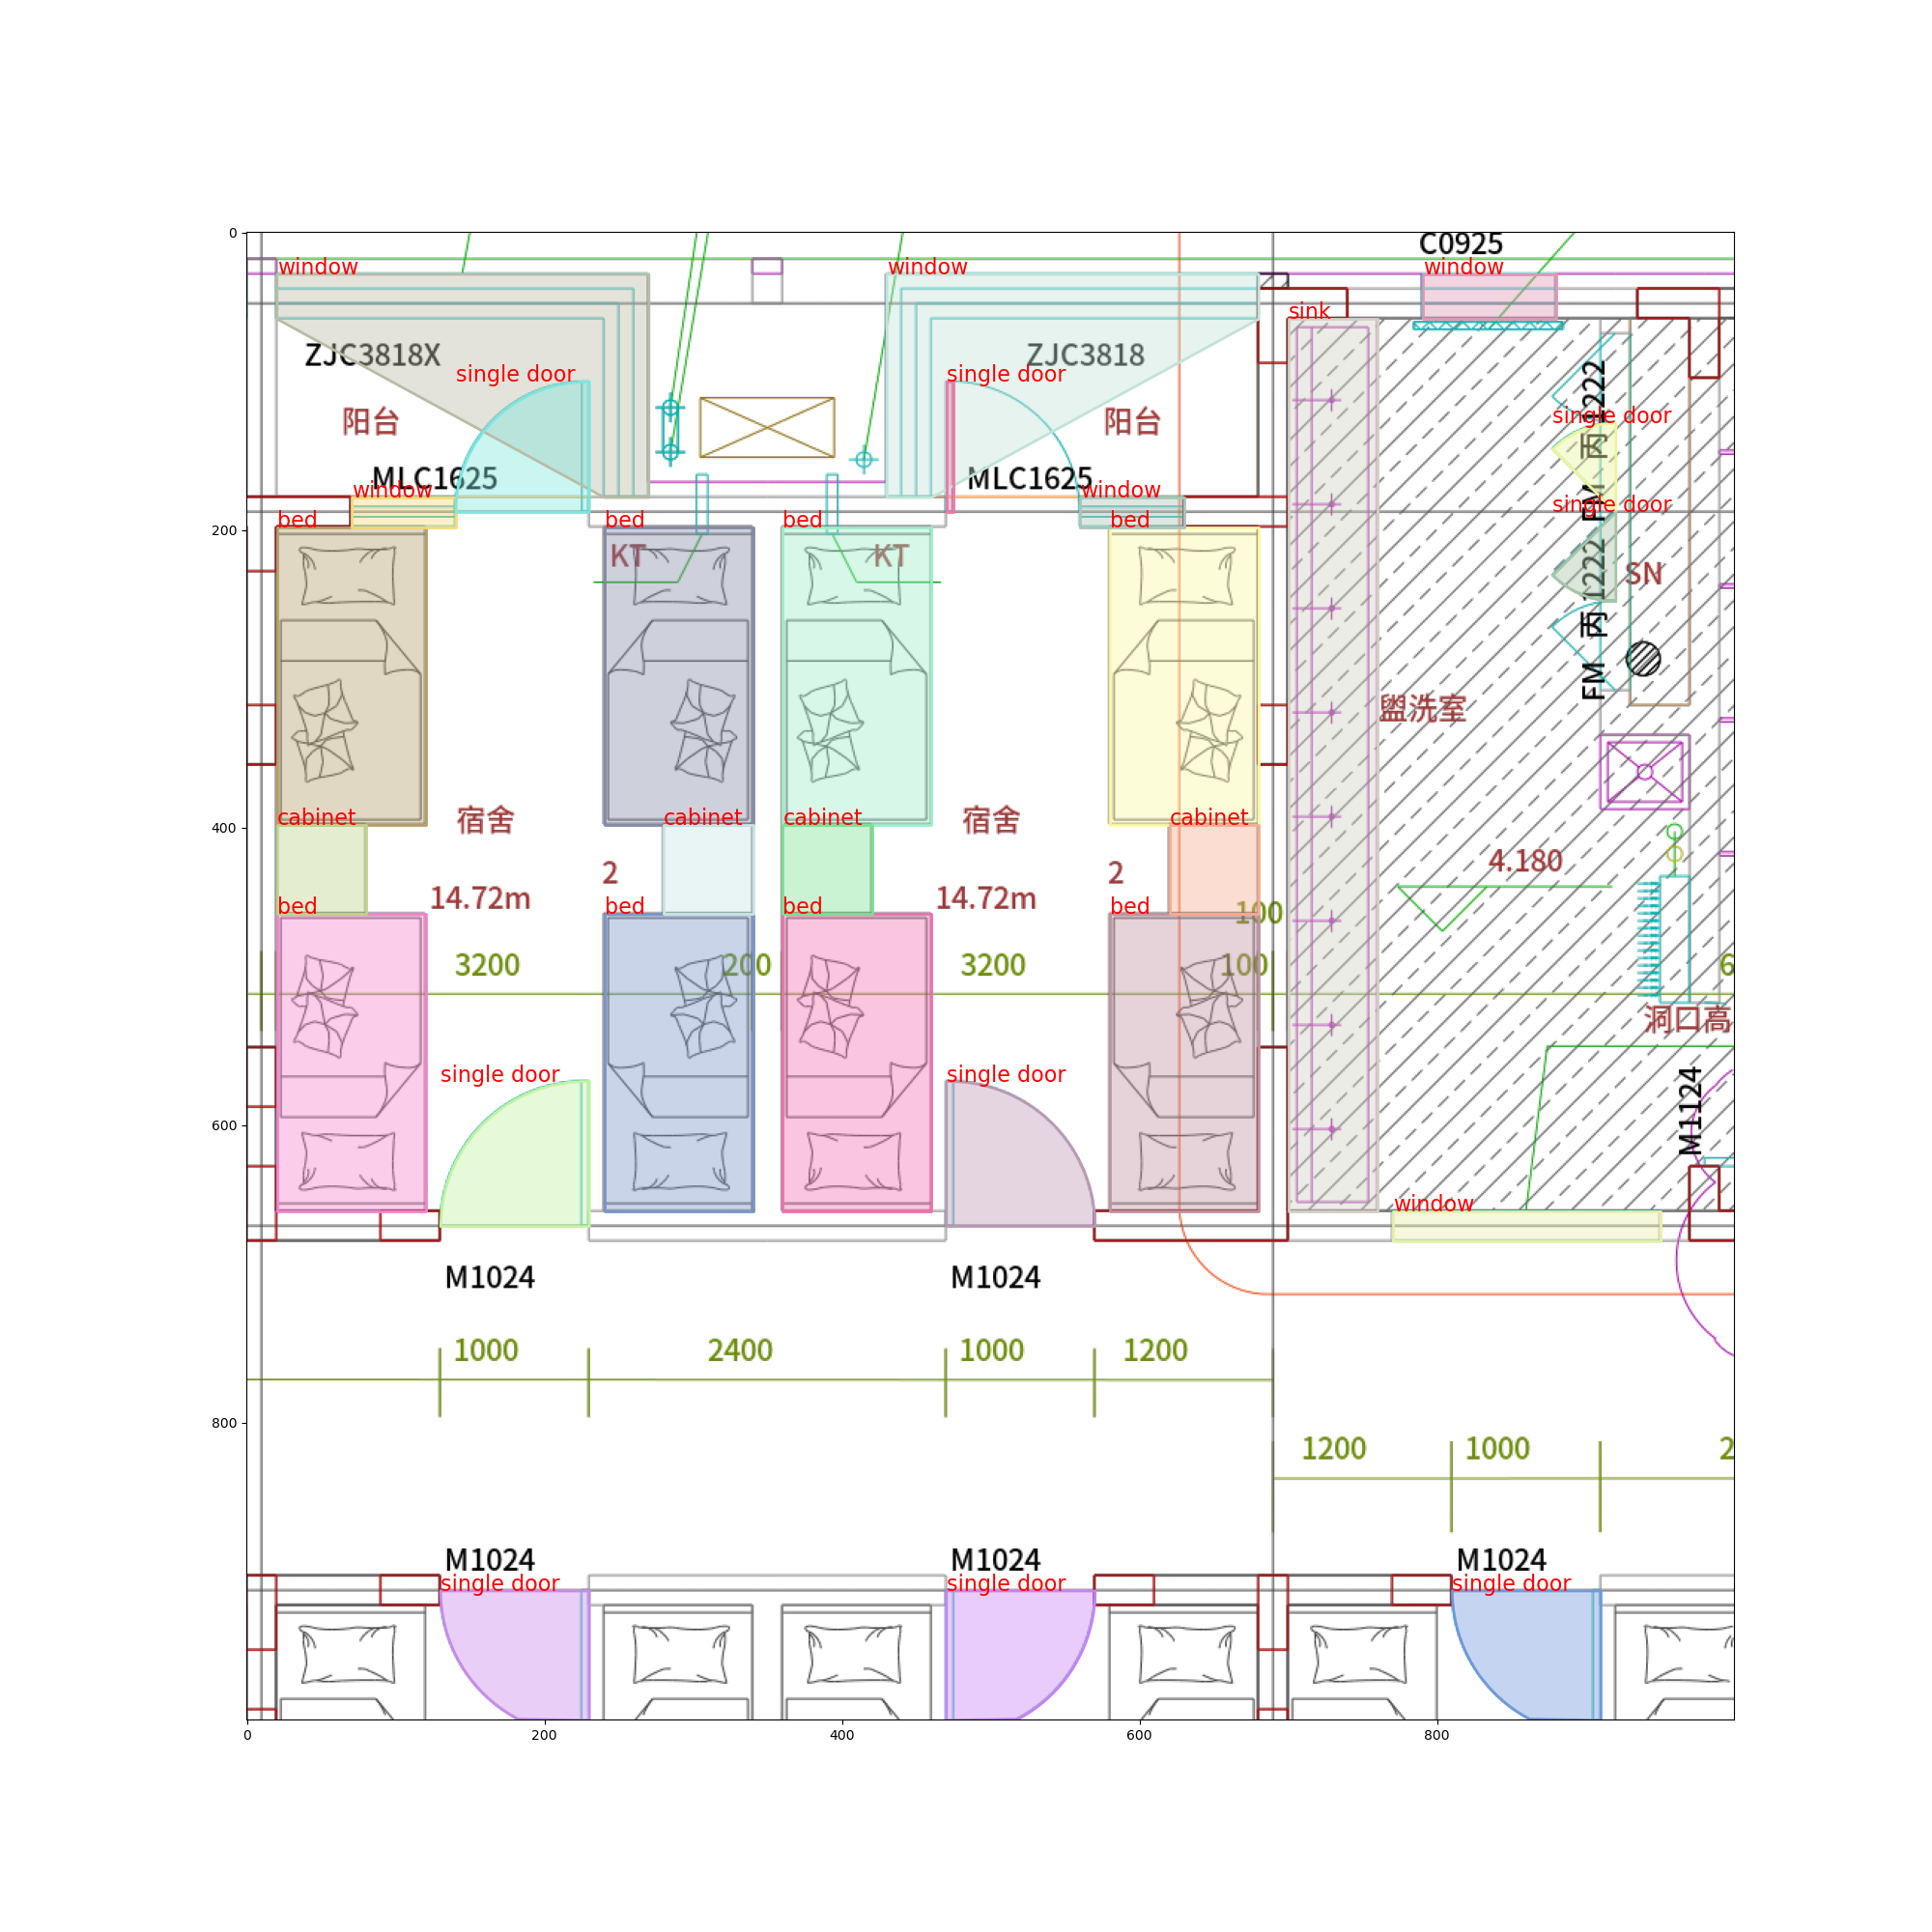 0
C0925
window
window
window
sink
ZJC3818X
ZJC3818
single door
single door
阳台
阳台
FM 丙 1222
single door
MLC1625
MLC1625
window
window
single door
200
bed
bed
bed
bed
KT
KT
FM 丙 1222
SN
盥洗室
400
cabinet
cabinet
cabinet
cabinet
宿舍
宿舍
2
2
4.180
14.72m
14.72m
bed
bed
bed
bed
100
3200
200
3200
100
6
洞口高
single door
single door
M1124
600
window
M1024
M1024
1000
2400
1000
1200
800
1200
1000
2
M1024
M1024
M1024
single door
single door
single door
0
200
400
600
800